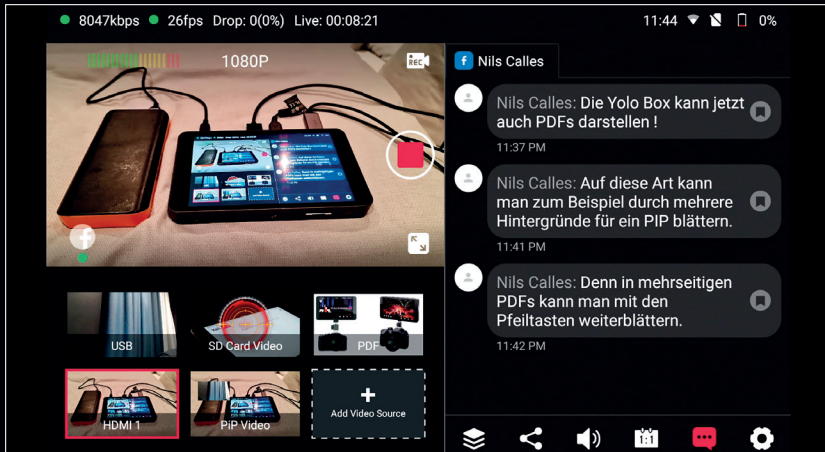 8047kbps 26fps Drop: 0(0%) Live: 00:08:21
11:44 0%
1080P
REC
f
USB
SD Card Video
PDF
HDMI 1
PiP Video
+
Add Video Source
f Nils Calles
Nils Calles: Die Yolo Box kann jetzt
auch PDFs darstellen !
11:37 PM
Nils Calles: Auf diese Art kann
man zum Beispiel durch mehrere
Hintergründe für ein PIP blättern.
11:41 PM
Nils Calles: Denn in mehrseitigen
PDFs kann man mit den
Pfeiltasten weiterblättern.
11:42 PM
1:1